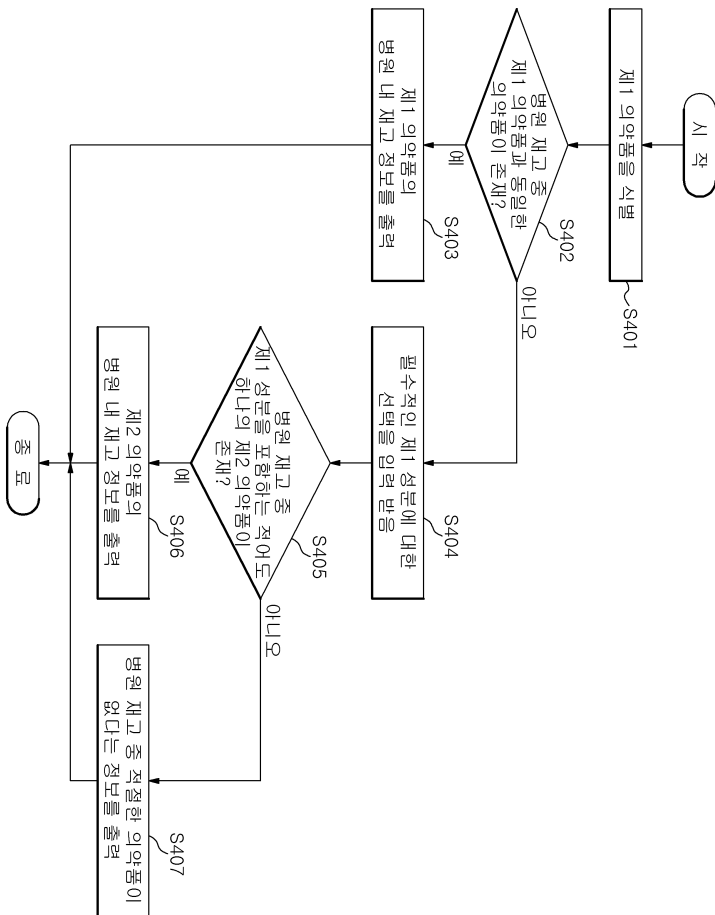 시 작
제1 의약품을 식별
S401
병원 재고 중
제1 의약품과 동일한
의약품이 존재?
S402
예
아니오
제1 의약품의
병원 내 재고 정보를 출력
S403
필수적인 제1 성분에 대한
선택을 입력 받음
S404
병원 재고 중
제1 성분을 포함하는 적어도
하나의 제2 의약품이
존재?
S405
예
아니오
제2 의약품의
병원 내 재고 정보를 출력
S406
병원 재고 중 적절한 의약품이
없다는 정보를 출력
S407
종 료